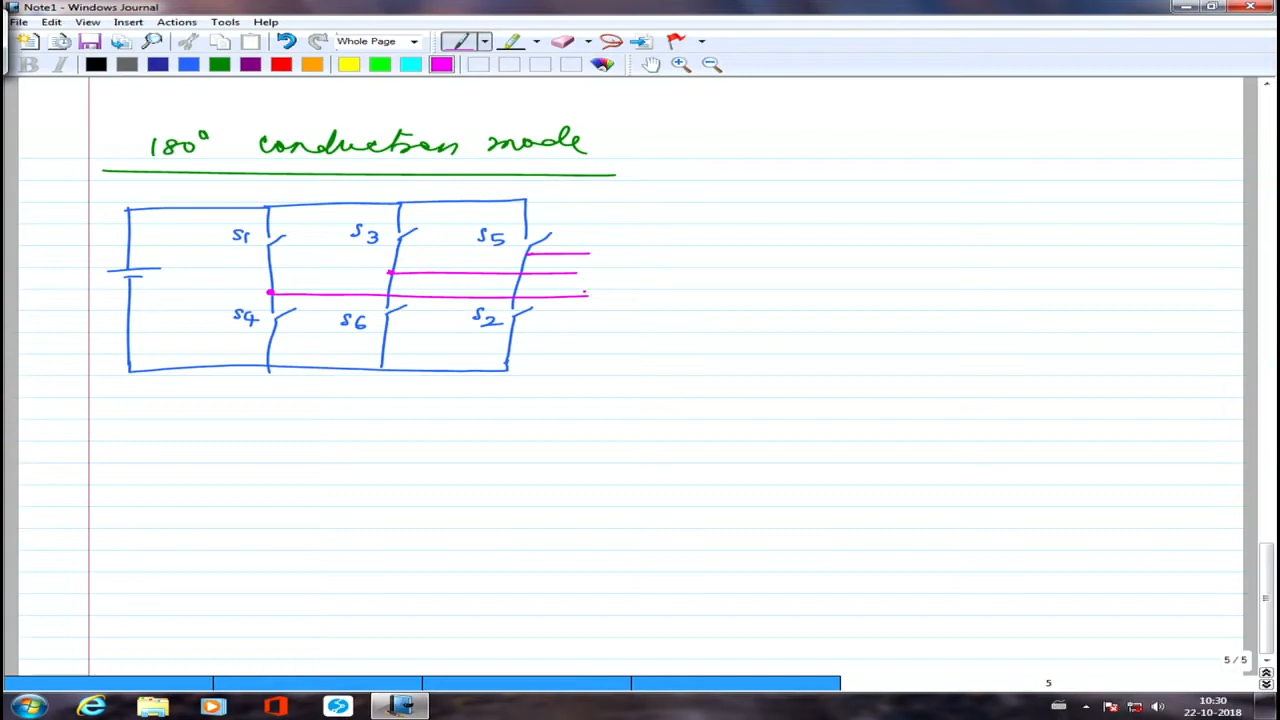 Note1 - Windows Journal
File Edit View Insert Actions Tools Help
Whole Page
B I
180° conduction mode
S1 S3 S5
S4 S6 S2
5 / 5
5
10:30
22-10-2018